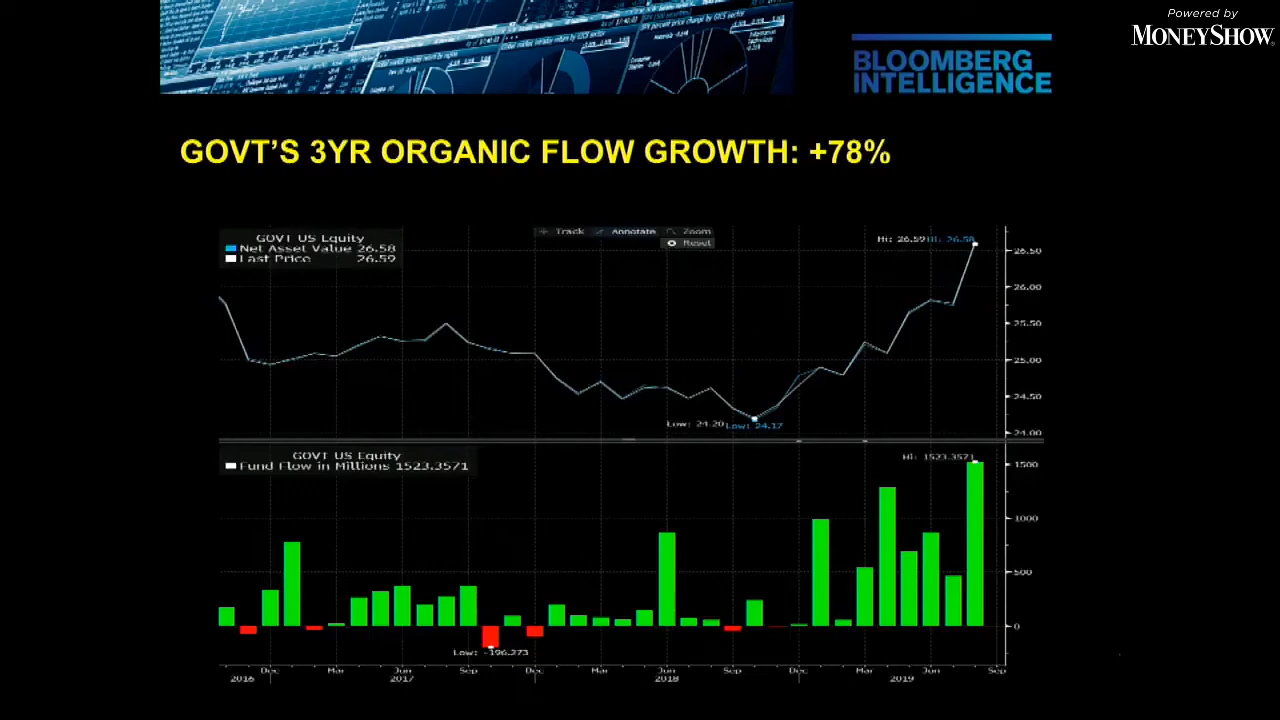 Powered by
MONEYSHOW
BLOOMBERG
INTELLIGENCE
GOVT'S 3YR ORGANIC FLOW GROWTH: +78%
GOVT US Equity
Net Asset Value 26.58
Last Price 26.59
Track Annotate Zoom
Reset
Hi: 26.59 Hi: 26.58
26.50
26.00
25.50
25.00
24.50
24.00
Low: 24.20 Low: 24.17
GOVT US Equity
Fund Flow in Millions 1523.3571
Hi: 1523.3571
1500
1000
500
0
Low: -196.273
Dec Mar Jun Sep Dec Mar Jun Sep Dec Mar Jun Sep
2016 2017 2018 2019